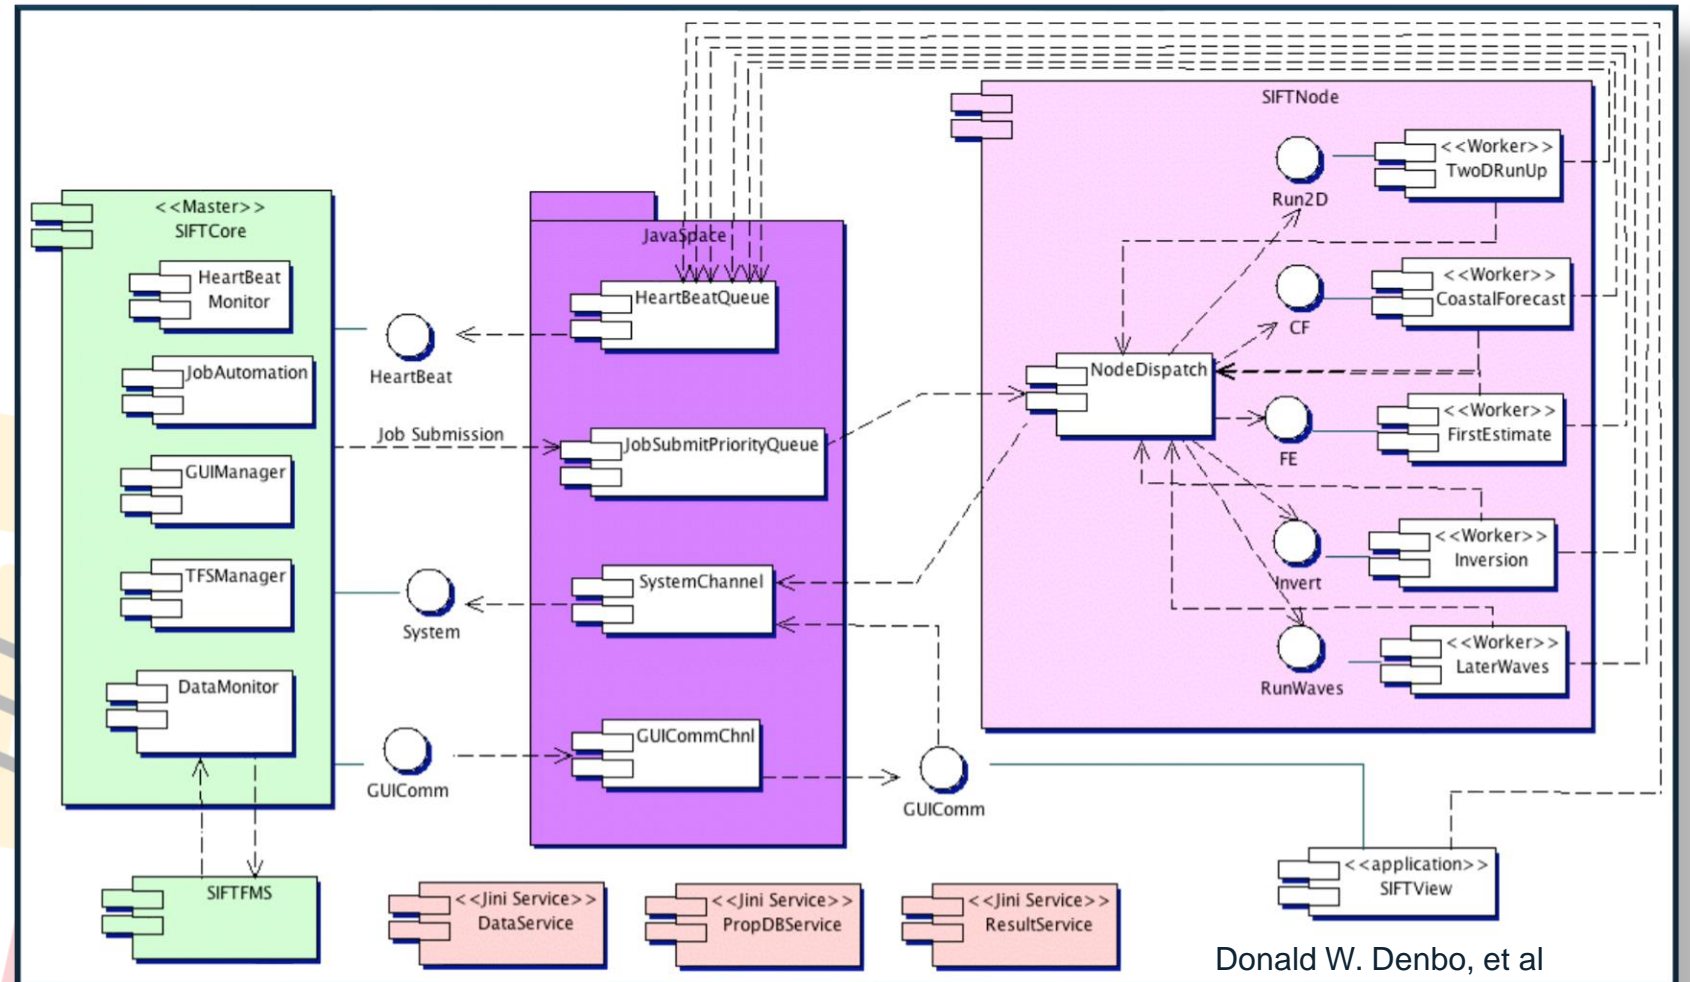 <<Master>>
SIFTCore
HeartBeat
Monitor
JobAutomation
GUIManager
TFSManager
DataMonitor
SIFTFMS
HeartBeat
Job Submission
System
GUIComm
JavaSpace
HeartBeatQueue
JobSubmitPriorityQueue
SystemChannel
GUICommChnl
GUIComm
SIFTNode
NodeDispatch
Run2D
<<Worker>>
TwoDRunUp
CF
<<Worker>>
CoastalForecast
FE
<<Worker>>
FirstEstimate
Invert
<<Worker>>
Inversion
RunWaves
<<Worker>>
LaterWaves
<<application>>
SIFTView
<<Jini Service>>
DataService
<<Jini Service>>
PropDBService
<<Jini Service>>
ResultService
Donald W. Denbo, et al